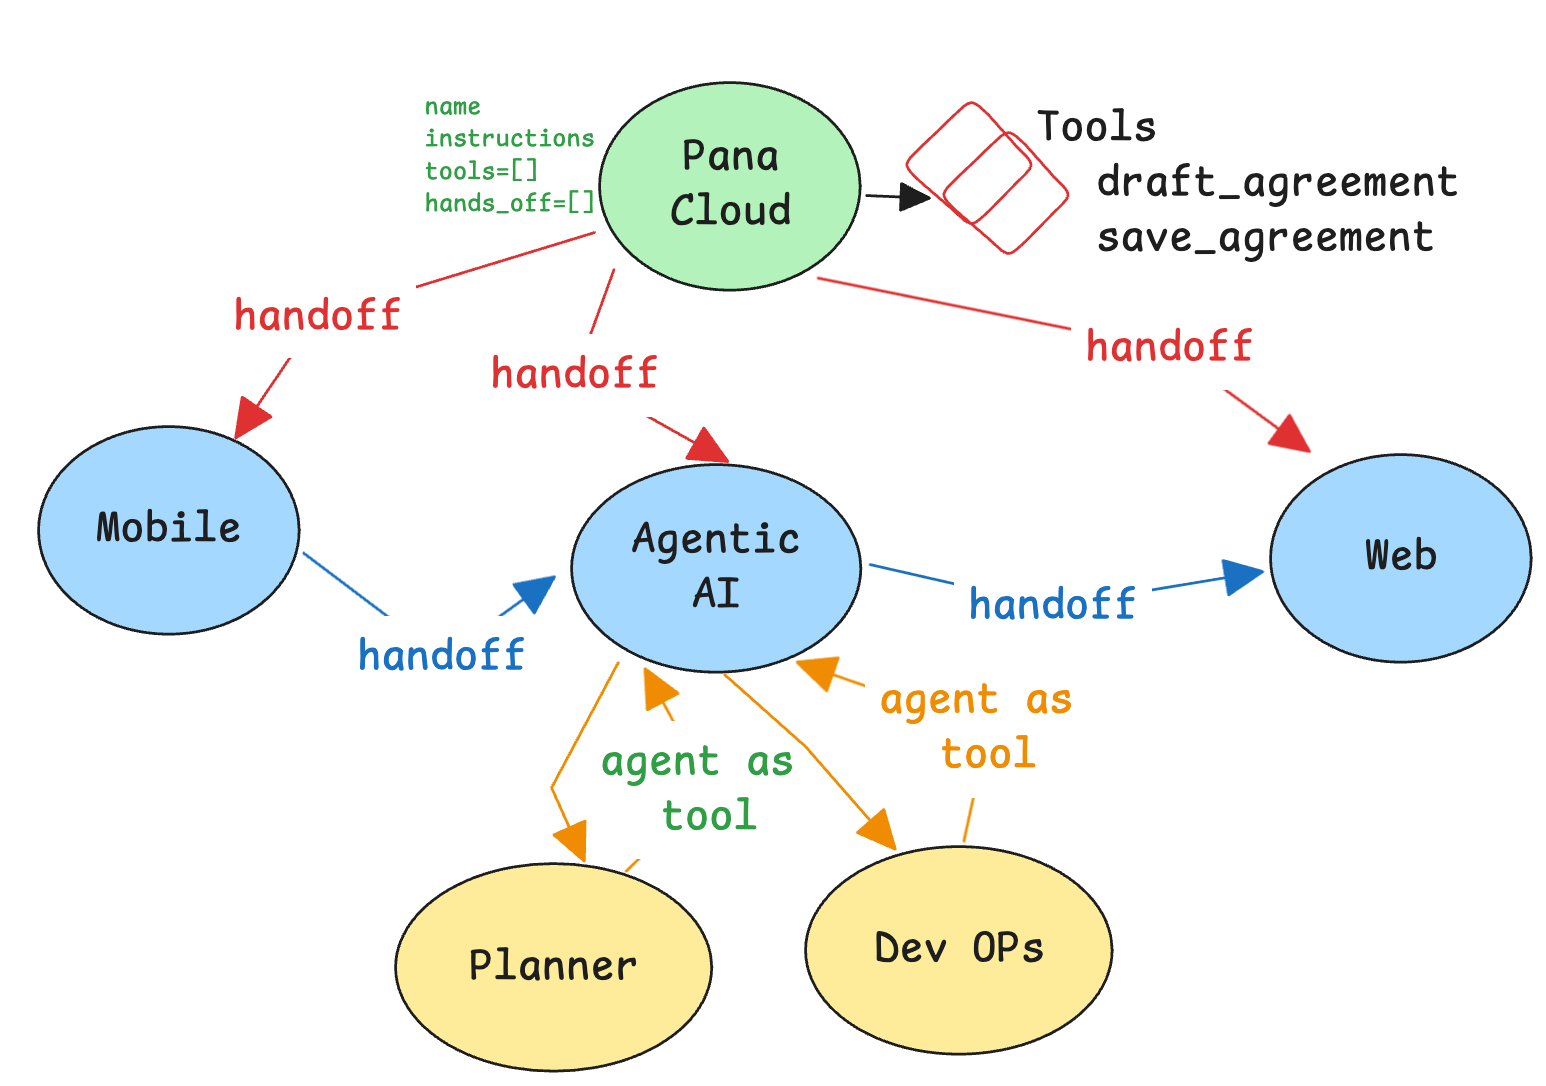 name
instructions
tools=[]
hands_off=[]
Pana
Cloud
Tools
draft_agreement
save_agreement
handoff
handoff
handoff
Mobile
Agentic
AI
Web
handoff
handoff
agent as
tool
agent as
tool
Planner
Dev OPs